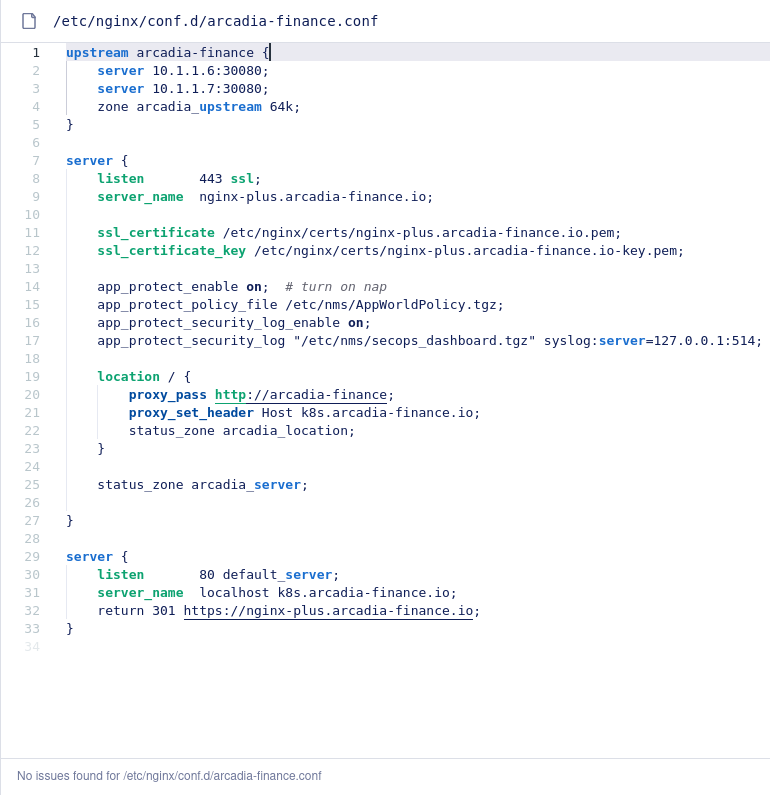 /etc/nginx/conf.d/arcadia-finance.conf
1 upstream arcadia-finance {
2     server 10.1.1.6:30080;
3     server 10.1.1.7:30080;
4     zone arcadia_upstream 64k;
5 }
6
7 server {
8     listen       443 ssl;
9     server_name  nginx-plus.arcadia-finance.io;
10
11     ssl_certificate /etc/nginx/certs/nginx-plus.arcadia-finance.io.pem;
12     ssl_certificate_key /etc/nginx/certs/nginx-plus.arcadia-finance.io-key.pem;
13
14     app_protect_enable on;  # turn on nap
15     app_protect_policy_file /etc/nms/AppWorldPolicy.tgz;
16     app_protect_security_log_enable on;
17     app_protect_security_log "/etc/nms/secops_dashboard.tgz" syslog:server=127.0.0.1:514;
18
19     location / {
20         proxy_pass http://arcadia-finance;
21         proxy_set_header Host k8s.arcadia-finance.io;
22         status_zone arcadia_location;
23     }
24
25     status_zone arcadia_server;
26
27 }
28
29 server {
30     listen       80 default_server;
31     server_name  localhost k8s.arcadia-finance.io;
32     return 301 https://nginx-plus.arcadia-finance.io;
33 }
34
No issues found for /etc/nginx/conf.d/arcadia-finance.conf